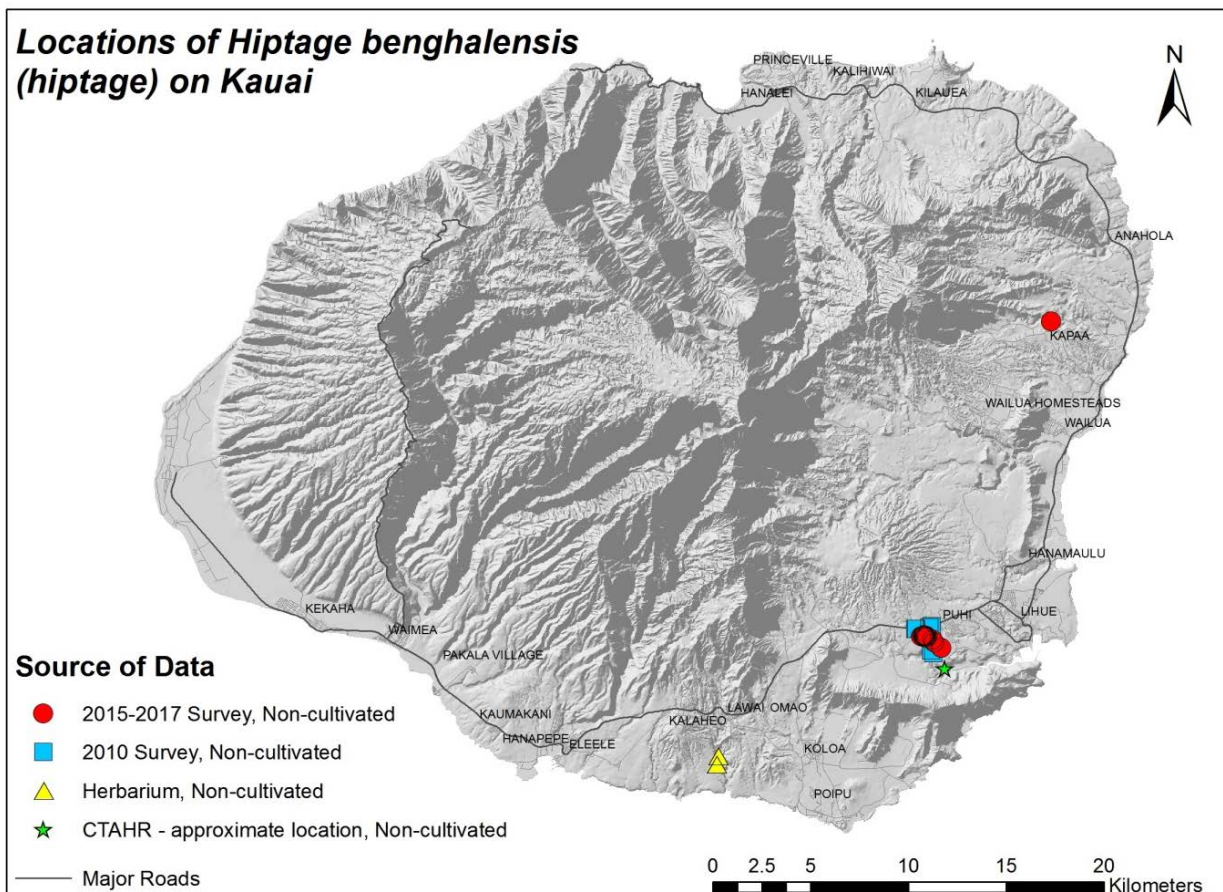 Locations of Hiptage benghalensis
(hiptage) on Kauai
N
PRINCEVILLE
KALIHIWAI
HANALEI
KILAUEA
ANAHOLA
KAPAA
WAILUA HOMESTEADS
WAILUA
HANAMAULU
PUHI
LIHUE
KEKAHA
WAIMEA
PAKALA VILLAGE
KAUMAKANI
HANAPEPE
ELEELE
KALAHEO
LAWAI
OMAO
KOLOA
POIPU
Source of Data
2015-2017 Survey, Non-cultivated
2010 Survey, Non-cultivated
Herbarium, Non-cultivated
CTAHR - approximate location, Non-cultivated
Major Roads
0 2.5 5 10 15 20
Kilometers